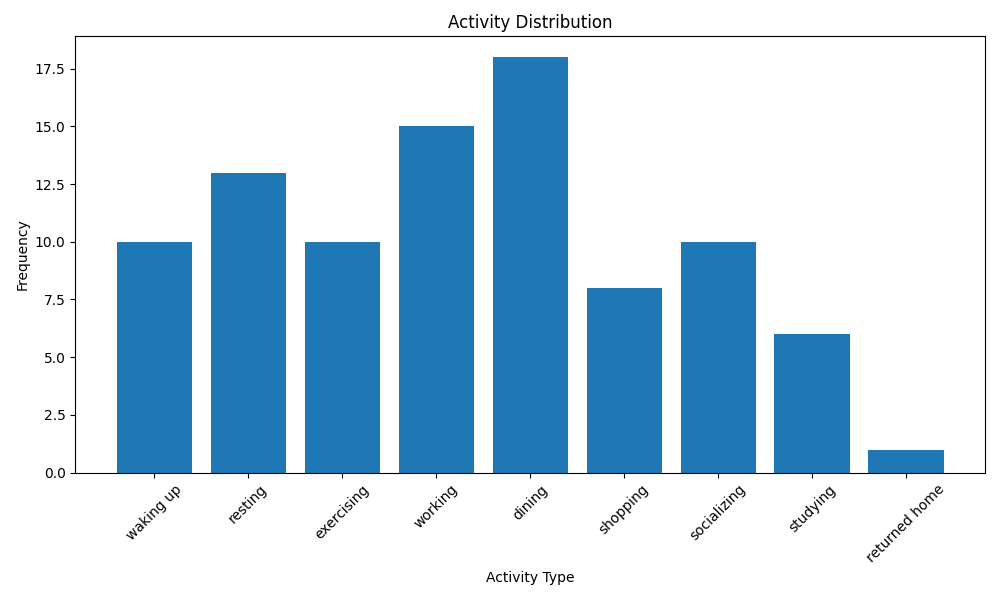 Activity Distribution
Frequency
17.5
15.0
12.5
10.0
7.5
5.0
2.5
0.0
waking up
resting
exercising
working
dining
shopping
socializing
studying
returned home
Activity Type